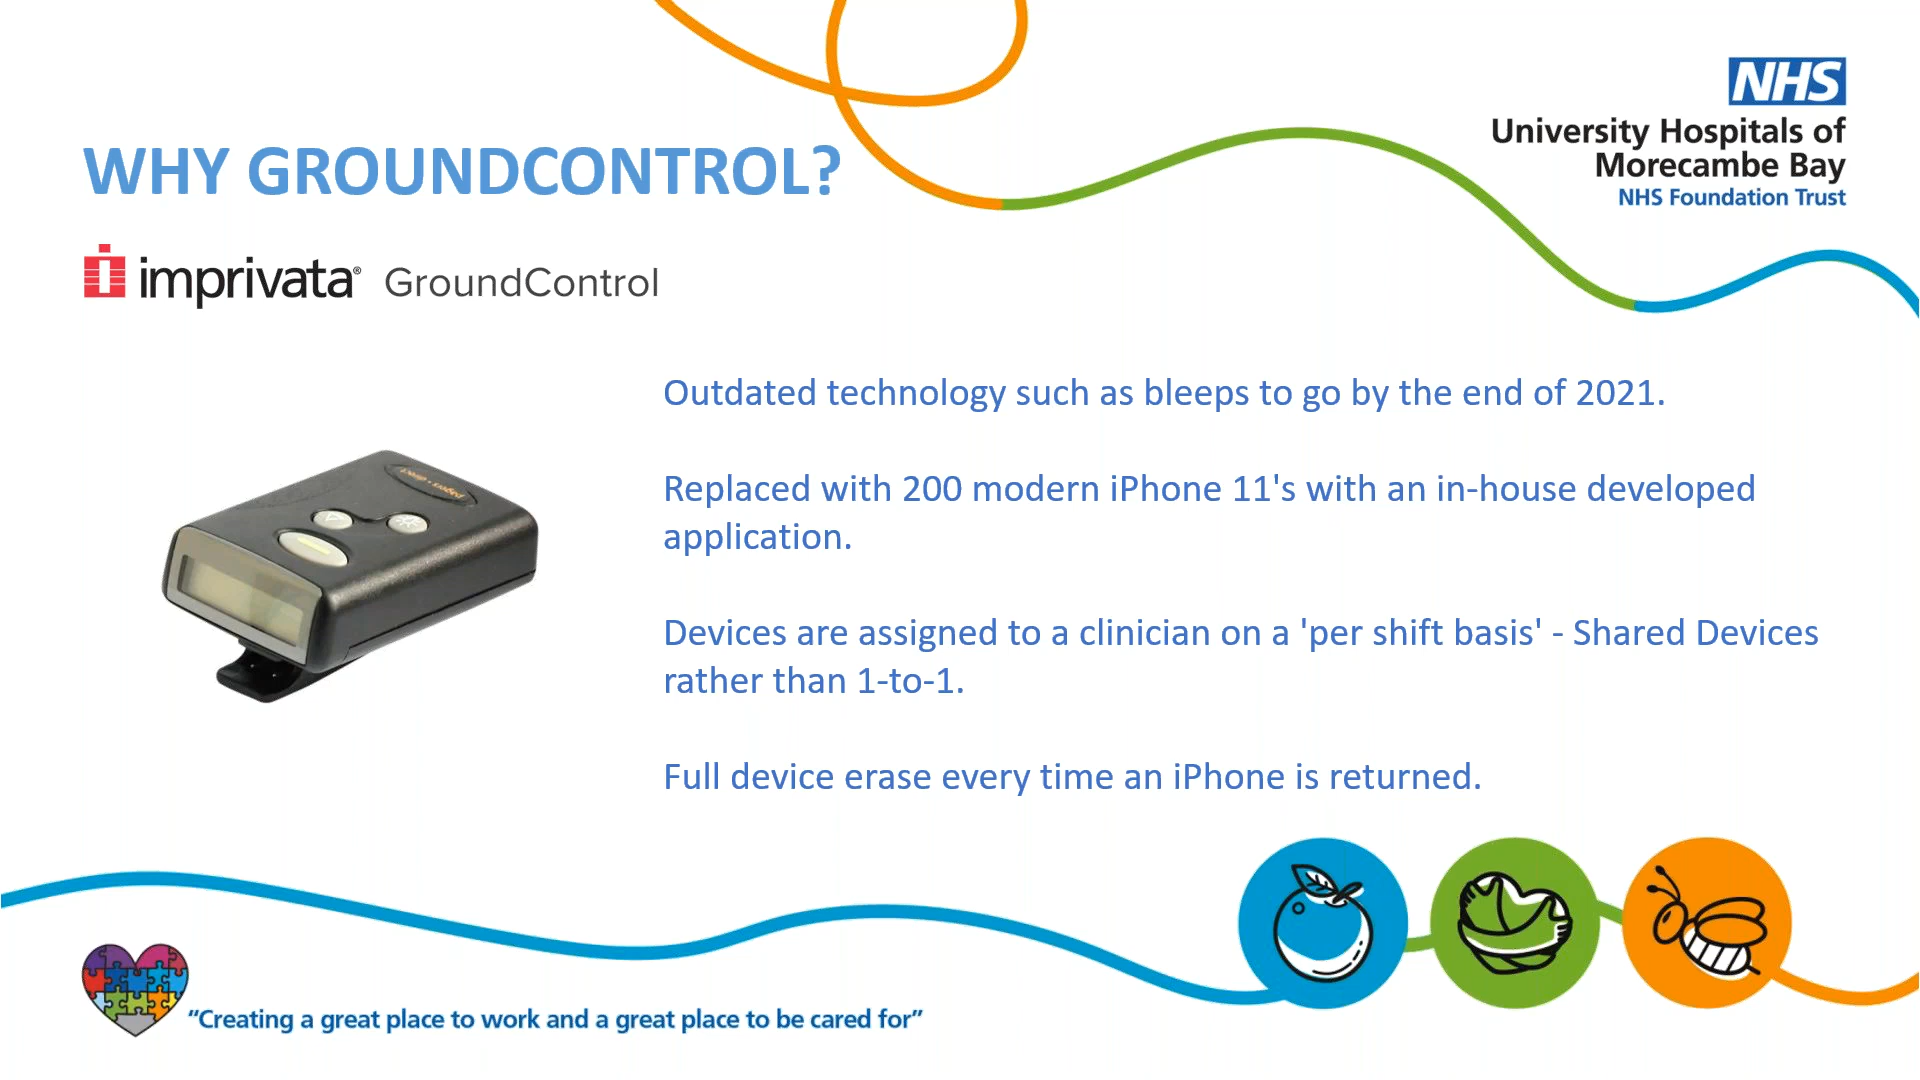 NHS
University Hospitals of
Morecambe Bay
NHS Foundation Trust
WHY GROUNDCONTROL?
imprivata® GroundControl
Outdated technology such as bleeps to go by the end of 2021.
Replaced with 200 modern iPhone 11's with an in-house developed
application.
Devices are assigned to a clinician on a 'per shift basis' - Shared Devices
rather than 1-to-1.
Full device erase every time an iPhone is returned.
pagers • direct
“Creating a great place to work and a great place to be cared for”